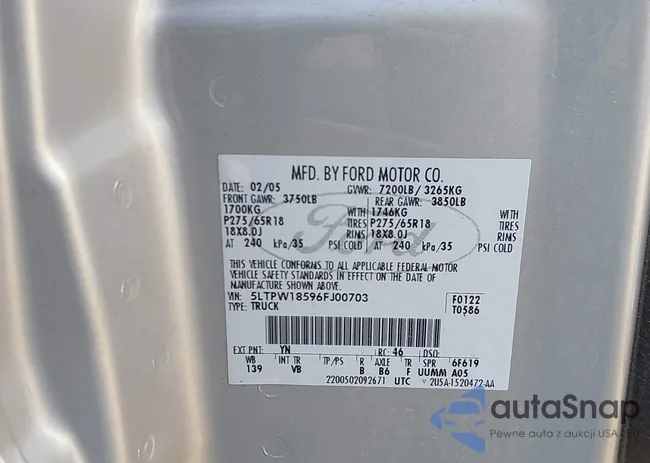 MFD. BY FORD MOTOR CO.
DATE: 02/05 GVWR: 7200LB/ 3265KG
FRONT GAWR: 3750LB REAR GAWR: 3850LB
1700KG WITH 1746KG WITH
P275/65R18 TIRES P275/65R18 TIRES
18X8.0J RIMS 18X8.0J RIMS
AT 240 kPa/35 PSI COLD AT 240 kPa/35 PSI COLD
Ford
THIS VEHICLE CONFORMS TO ALL APPLICABLE FEDERAL MOTOR
VEHICLE SAFETY STANDARDS IN EFFECT ON THE DATE OF
MANUFACTURE SHOWN ABOVE.
VIN: 5LTPW18596FJ00703 F0122
TYPE: TRUCK T0586
EXT PNT: YN RC: 46 DSO:
WB INT TR TP/PS R AXLE TR SPR 6F619
139 VB B B6 F UUMM A05
2200502092671 UTC 2U5A-1520472-AA
autaSnap
Pewne auta z aukcji USA